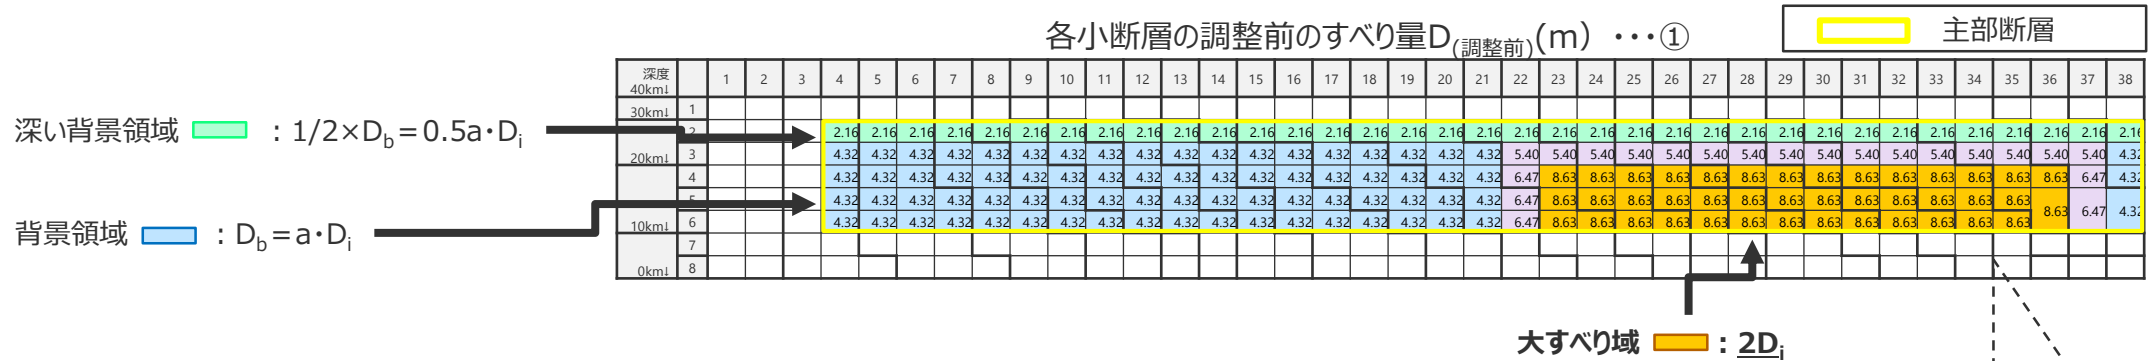 各小断層の調整前のすべり量D(調整前)(m) ・・・①
主部断層
深度 40km↓ 1 2 3 4 5 6 7 8 9 10 11 12 13 14 15 16 17 18 19 20 21 22 23 24 25 26 27 28 29 30 31 32 33 34 35 36 37 38
30km↓ 1
深い背景領域 : 1/2×Db=0.5a・Di
2 2.16 2.16 2.16 2.16 2.16 2.16 2.16 2.16 2.16 2.16 2.16 2.16 2.16 2.16 2.16 2.16 2.16 2.16 2.16 2.16 2.16 2.16 2.16 2.16 2.16 2.16 2.16 2.16 2.16 2.16 2.16 2.16 2.16 2.16 2.16
20km↓ 3 4.32 4.32 4.32 4.32 4.32 4.32 4.32 4.32 4.32 4.32 4.32 4.32 4.32 4.32 4.32 4.32 4.32 4.32 5.40 5.40 5.40 5.40 5.40 5.40 5.40 5.40 5.40 5.40 5.40 5.40 5.40 5.40 5.40 5.40 4.32
4 4.32 4.32 4.32 4.32 4.32 4.32 4.32 4.32 4.32 4.32 4.32 4.32 4.32 4.32 4.32 4.32 4.32 4.32 6.47 8.63 8.63 8.63 8.63 8.63 8.63 8.63 8.63 8.63 8.63 8.63 8.63 8.63 8.63 6.47 4.32
5 4.32 4.32 4.32 4.32 4.32 4.32 4.32 4.32 4.32 4.32 4.32 4.32 4.32 4.32 4.32 4.32 4.32 4.32 6.47 8.63 8.63 8.63 8.63 8.63 8.63 8.63 8.63 8.63 8.63 8.63 8.63 8.63 8.63 6.47 4.32
背景領域 : Db=a・Di
10km↓ 6 4.32 4.32 4.32 4.32 4.32 4.32 4.32 4.32 4.32 4.32 4.32 4.32 4.32 4.32 4.32 4.32 4.32 4.32 6.47 8.63 8.63 8.63 8.63 8.63 8.63 8.63 8.63 8.63 8.63 8.63 8.63 8.63
7
0km↓ 8
大すべり域 : 2Di